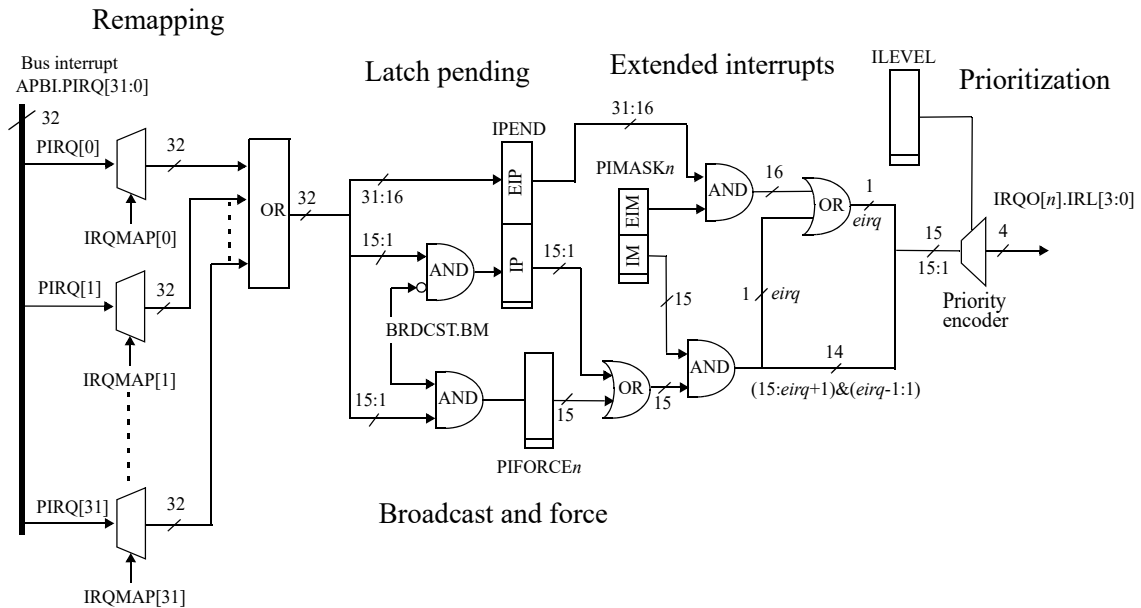 Remapping
Bus interrupt
APBI.PIRQ[31:0]
32
PIRQ[0]
32
IRQMAP[0]
PIRQ[1]
32
IRQMAP[1]
PIRQ[31]
32
IRQMAP[31]
OR
32
Latch pending
31:16
15:1
AND
BRDCST.BM
15:1
AND
IPEND
EIP
IP
15:1
PIFORCEn
15
OR
15
Broadcast and force
Extended interrupts
31:16
PIMASKn
EIM
IM
15
AND
16
OR
1
eirq
1 eirq
AND
14
(15:eirq+1)&(eirq-1:1)
ILEVEL
Prioritization
15
15:1
Priority
encoder
4
IRQO[n].IRL[3:0]